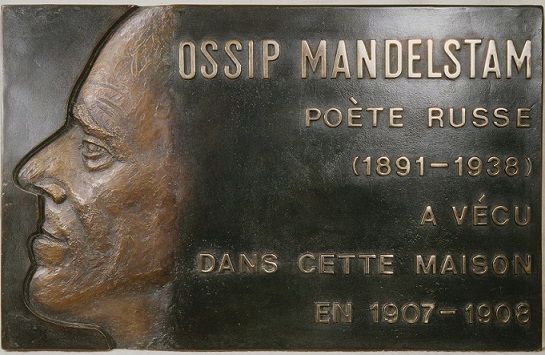 OSSIP MANDELSTAM
POÈTE RUSSE
(1891-1938)
A VÉCU
DANS CETTE MAISON
EN 1907-1908